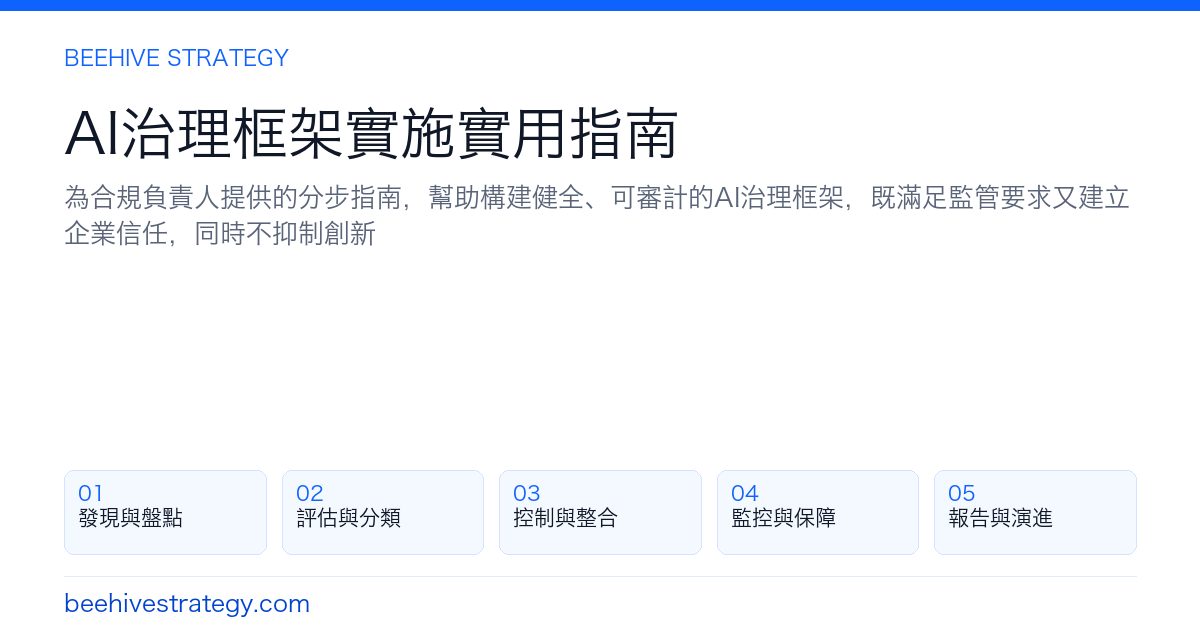 BEEHIVE STRATEGY
AI治理框架實施實用指南
為合規負責人提供的分步指南，幫助構建健全、可審計的AI治理框架，既滿足監管要求又建立
企業信任，同時不抑制創新
01
發現與盤點
02
評估與分類
03
控制與整合
04
監控與保障
05
報告與演進
beehivestrategy.com